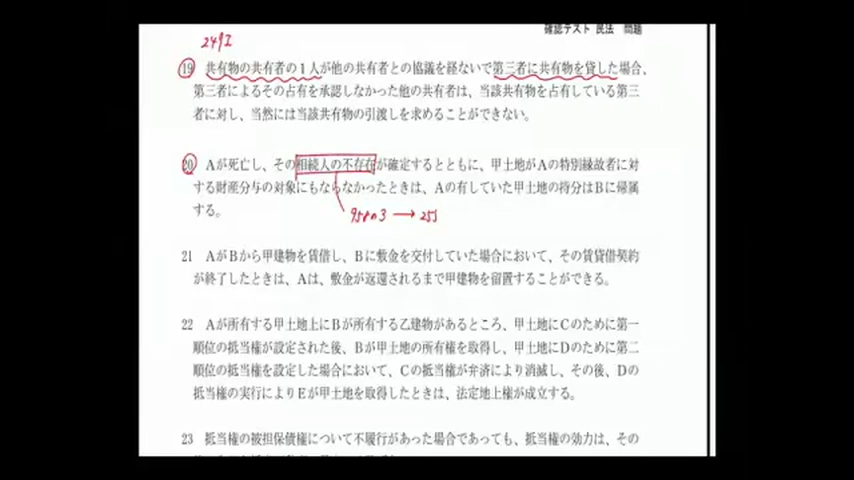 確認テスト 民法 問題
249Ⅰ
19 共有物の共有者の１人が他の共有者との協議を経ないで第三者に共有物を貸した場合、
第三者によるその占有を承認しなかった他の共有者は、当該共有物を占有している第三
者に対し、当然には当該共有物の引渡しを求めることができない。
20 Ａが死亡し、その相続人の不存在が確定するとともに、甲土地がＡの特別縁故者に対
する財産分与の対象にもならなかったときは、Ａの有していた甲土地の持分はＢに帰属
する。
958の3 → 255
21 ＡがＢから甲建物を賃借し、Ｂに敷金を交付していた場合において、その賃貸借契約
が終了したときは、Ａは、敷金が返還されるまで甲建物を留置することができる。
22 Ａが所有する甲土地上にＢが所有する乙建物があるところ、甲土地にＣのために第一
順位の抵当権が設定された後、Ｂが甲土地の所有権を取得し、甲土地にＤのために第二
順位の抵当権を設定した場合において、Ｃの抵当権が弁済により消滅し、その後、Ｄの
抵当権の実行によりＥが甲土地を取得したときは、法定地上権が成立する。
23 抵当権の被担保債権について不履行があった場合であっても、抵当権の効力は、その